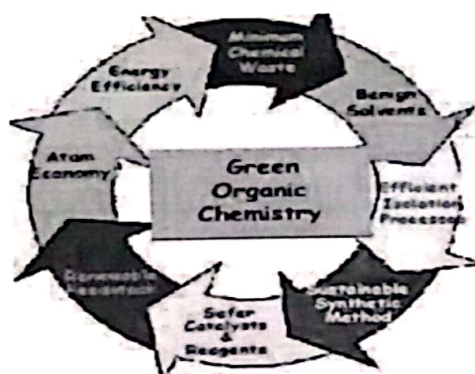 Minimum
Chemical
Waste
Benign
Solvents
Efficient
Isolation
Processes
Sustainable
Synthetic
Method
Safer
Catalysts
&
Reagents
Renewable
Atom
Economy
Energy
Efficiency
Green
Organic
Chemistry